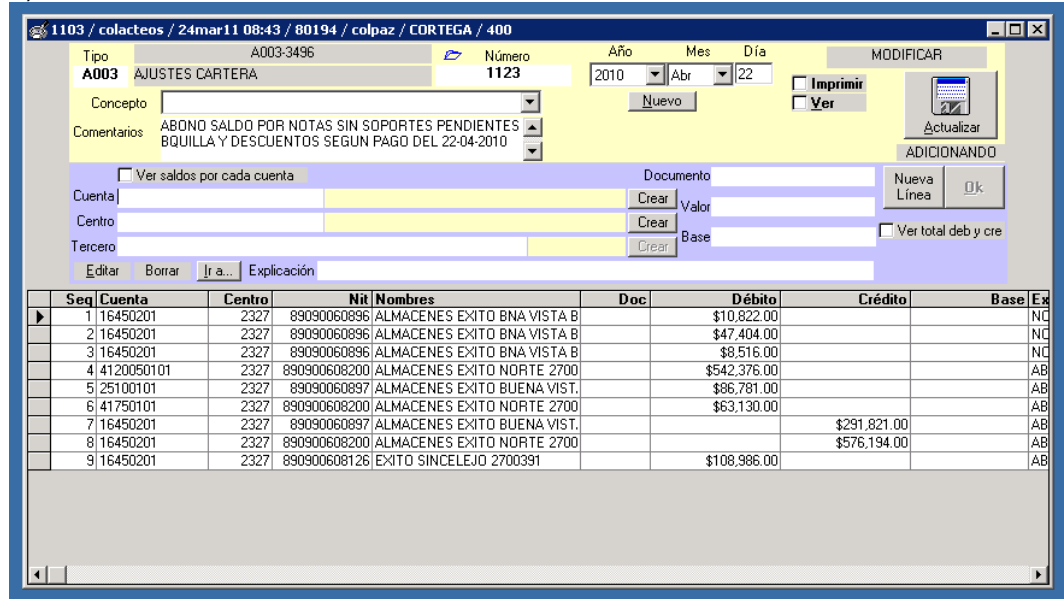 1103 / colacteos / 24mar11 08:43 / 80194 / colpaz / CORTEGA / 400
Tipo A003-3496 Número Año Mes Día MODIFICAR
A003 AJUSTES CARTERA 1123 2010 Abr 22 Imprimir
Concepto Nuevo Ver
Comentarios ABONO SALDO POR NOTAS SIN SOPORTES PENDIENTES
BQUILLA Y DESCUENTOS SEGUN PAGO DEL 22-04-2010
Actualizar
ADICIONANDO
Ver saldos por cada cuenta Documento Nueva Línea Ok
Cuenta Crear Valor
Centro Crear Base Ver total deb y cre
Tercero Crear
Editar Borrar Ir a... Explicación
Seq Cuenta Centro Nit Nombres Doc Débito Crédito Base Ex
1 16450201 2327 89090060896 ALMACENES EXITO BNA VISTA B $10,822.00 NO
2 16450201 2327 89090060896 ALMACENES EXITO BNA VISTA B $47,404.00 NO
3 16450201 2327 89090060896 ALMACENES EXITO BNA VISTA B $8,516.00 NO
4 4120050101 2327 890900608200 ALMACENES EXITO NORTE 2700 $542,376.00 AB
5 25100101 2327 89090060897 ALMACENES EXITO BUENA VIST. $86,781.00 AB
6 41750101 2327 890900608200 ALMACENES EXITO NORTE 2700 $63,130.00 AB
7 16450201 2327 89090060897 ALMACENES EXITO BUENA VIST. $291,821.00 AB
8 16450201 2327 890900608200 ALMACENES EXITO NORTE 2700 $576,194.00 AB
9 16450201 2327 890900608126 EXITO SINCELEJO 2700391 $108,986.00 AB